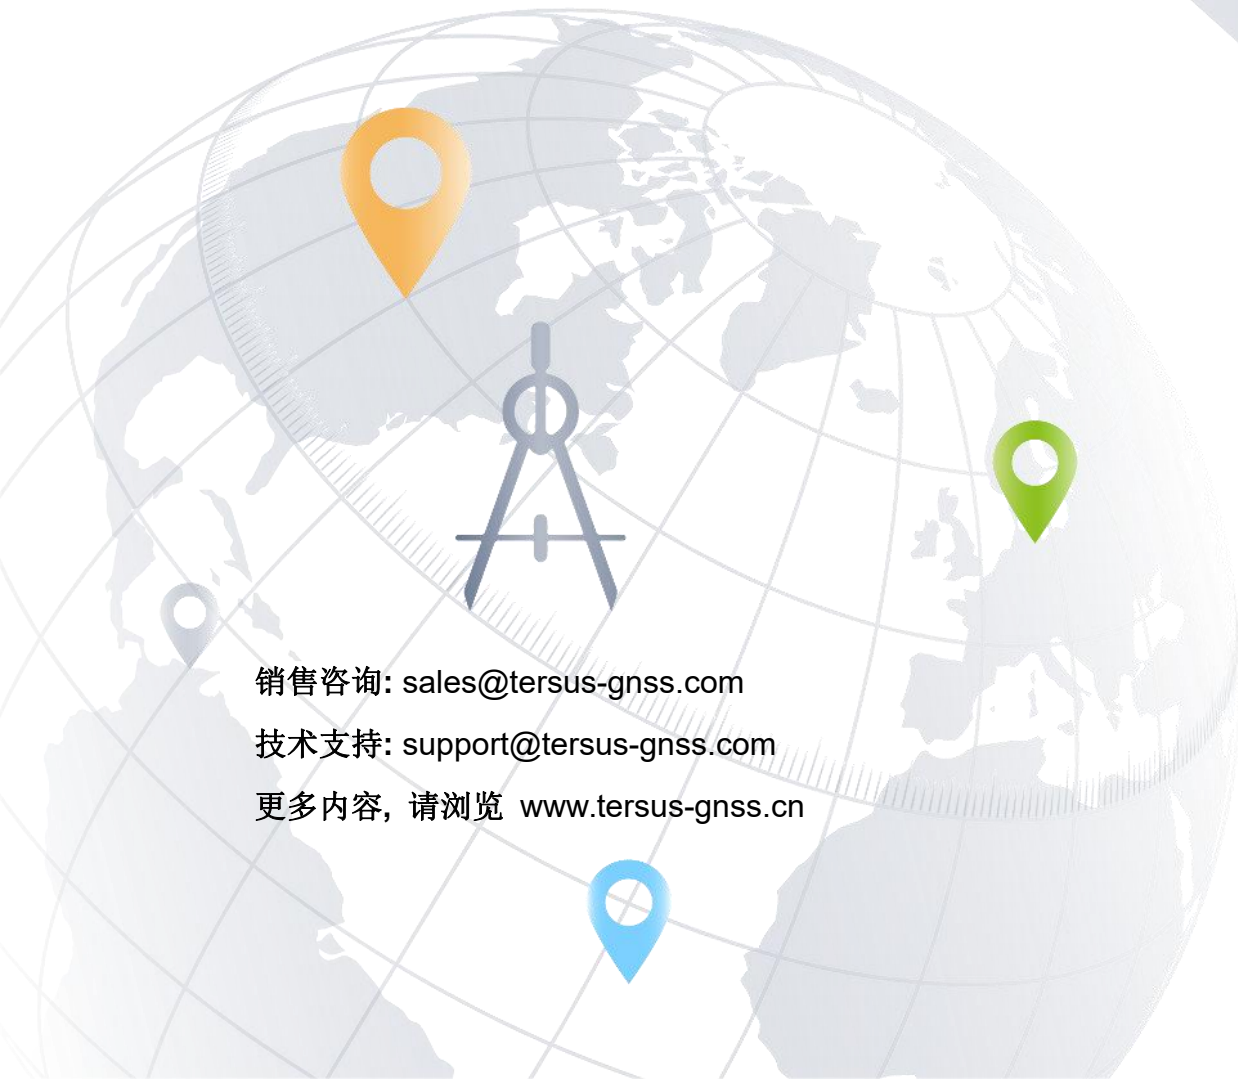 销售咨询: sales@tersus-gnss.com
技术支持: support@tersus-gnss.com
更多内容, 请浏览 www.tersus-gnss.cn